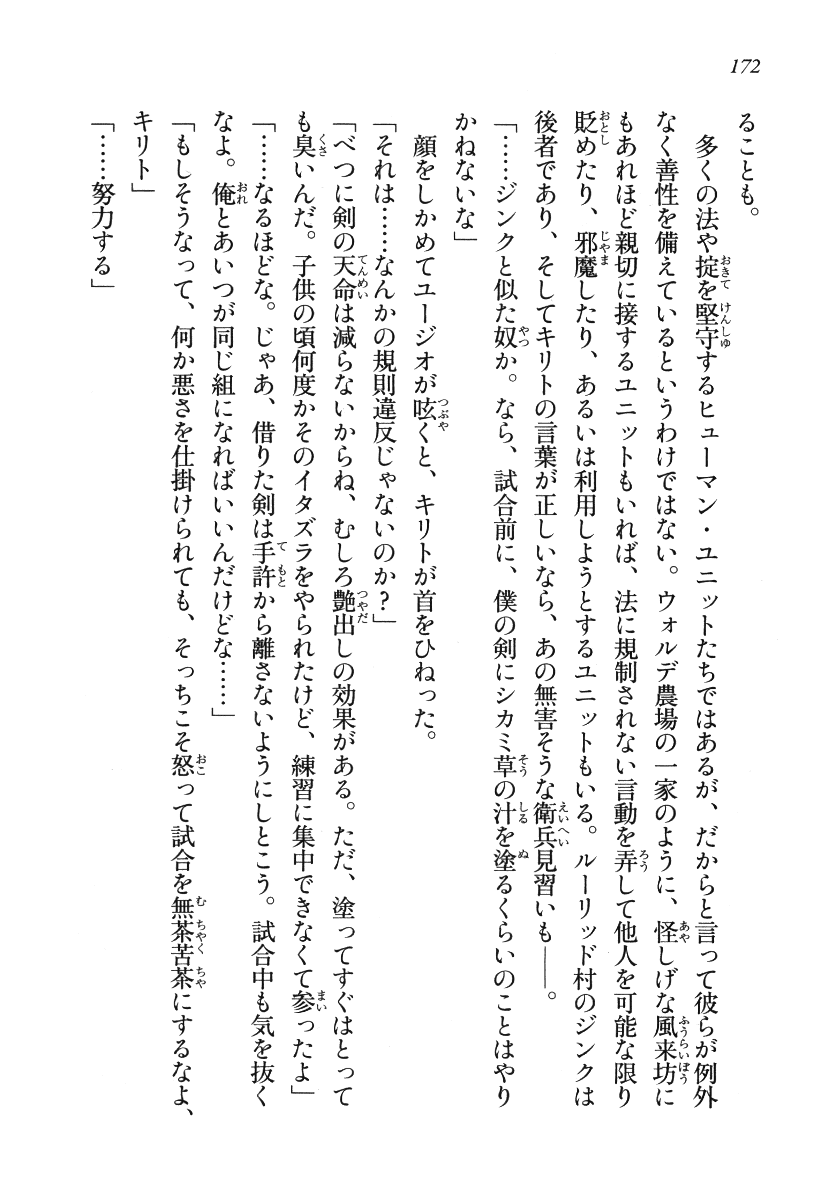 172
ることも。
　多くの法や掟を堅守するヒューマン・ユニットたちではあるが、だからと言って彼らが例外
なく善性を備えているというわけではない。ウォルデ農場の一家のように、怪しげな風来坊に
もあれほど親切に接するユニットもいれば、法に規制されない言動を弄して他人を可能な限り
貶めたり、邪魔したり、あるいは利用しようとするユニットもいる。ルーリッド村のジンクは
後者であり、そしてキリトの言葉が正しいなら、あの無害そうな衛兵見習いも――。
「……ジンクと似た奴か。なら、試合前に、僕の剣にシカミ草の汁を塗るくらいのことはやり
かねないな」
　顔をしかめてユージオが呟くと、キリトが首をひねった。
「それは……なんかの規則違反じゃないのか？」
「べつに剣の天命は減らないからね、むしろ艶出しの効果がある。ただ、塗ってすぐはとって
も臭いんだ。子供の頃何度かそのイタズラをやられたけど、練習に集中できなくて参ったよ」
「……なるほどな。じゃあ、借りた剣は手許から離さないようにしとこう。試合中も気を抜く
なよ。俺とあいつが同じ組になればいいんだけどな……」
「もしそうなって、何か悪さを仕掛けられても、そっちこそ怒って試合を無茶苦茶にするなよ、
キリト」
「……努力する」